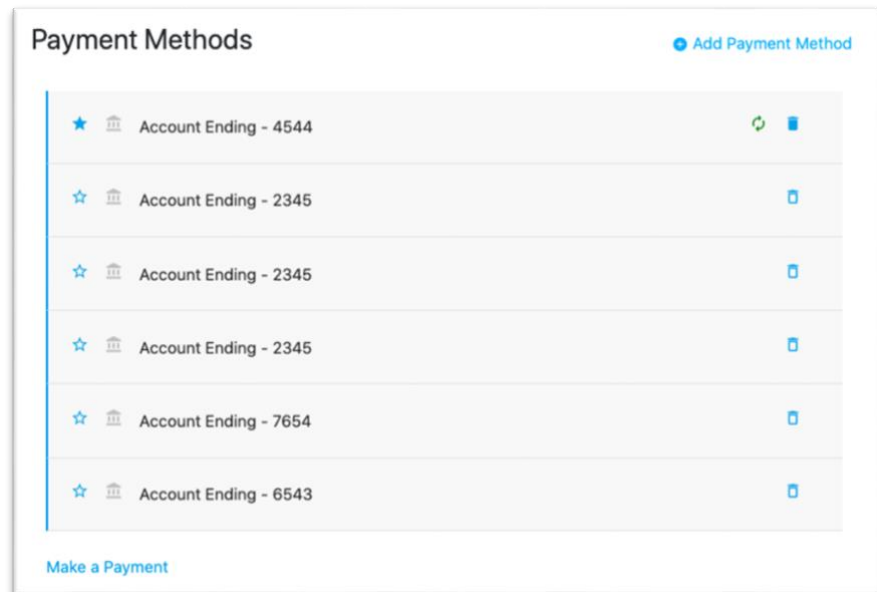 Payment Methods
Add Payment Method
Account Ending - 4544
Account Ending - 2345
Account Ending - 2345
Account Ending - 2345
Account Ending - 7654
Account Ending - 6543
Make a Payment